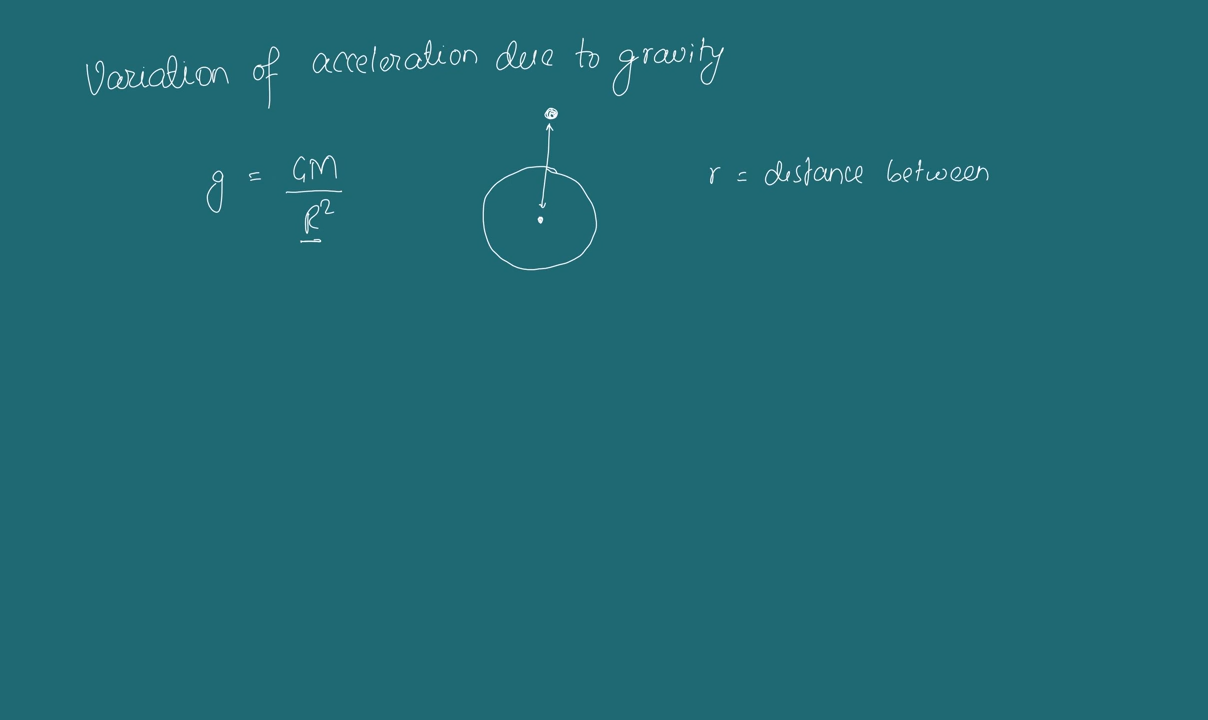 Variation of acceleration due to gravity
g = GM / R²
r = distance between